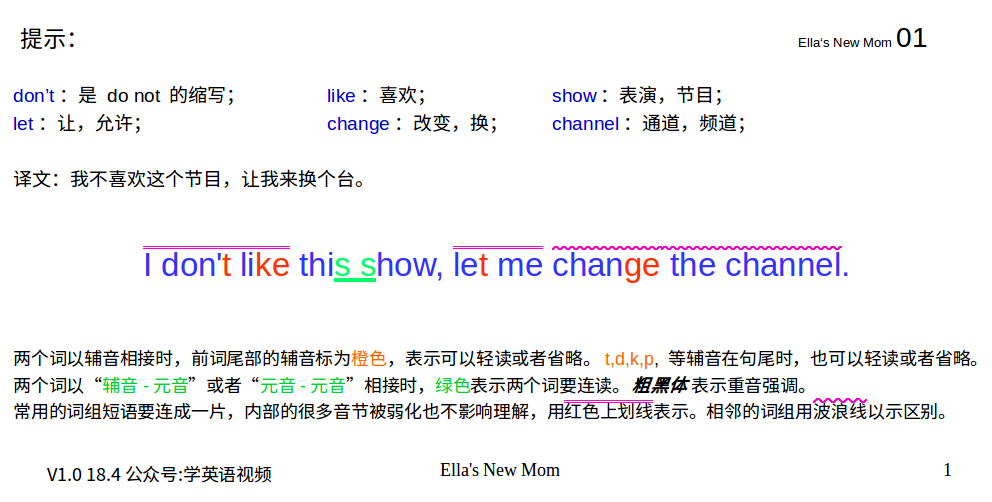 提示： Ella‘s New Mom 01
don’t： 是 do not 的缩写； like： 喜欢； show： 表演，节目；
let： 让，允许； change： 改变，换； channel： 通道，频道；
译文：我不喜欢这个节目，让我来换个台。
I don't like this show, let me change the channel.
两个词以辅音相接时，前词尾部的辅音标为橙色，表示可以轻读或者省略。 t,d,k,p, 等辅音在句尾时，也可以轻读或者省略。
两个词以“辅音 - 元音”或者“元音 - 元音”相接时，绿色表示两个词要连读。 粗黑体 表示重音强调。
常用的词组短语要连成一片，内部的很多音节被弱化也不影响理解，用红色上划线表示。相邻的词组用波浪线以示区别。
V1.0 18.4 公众号:学英语视频 Ella's New Mom 1